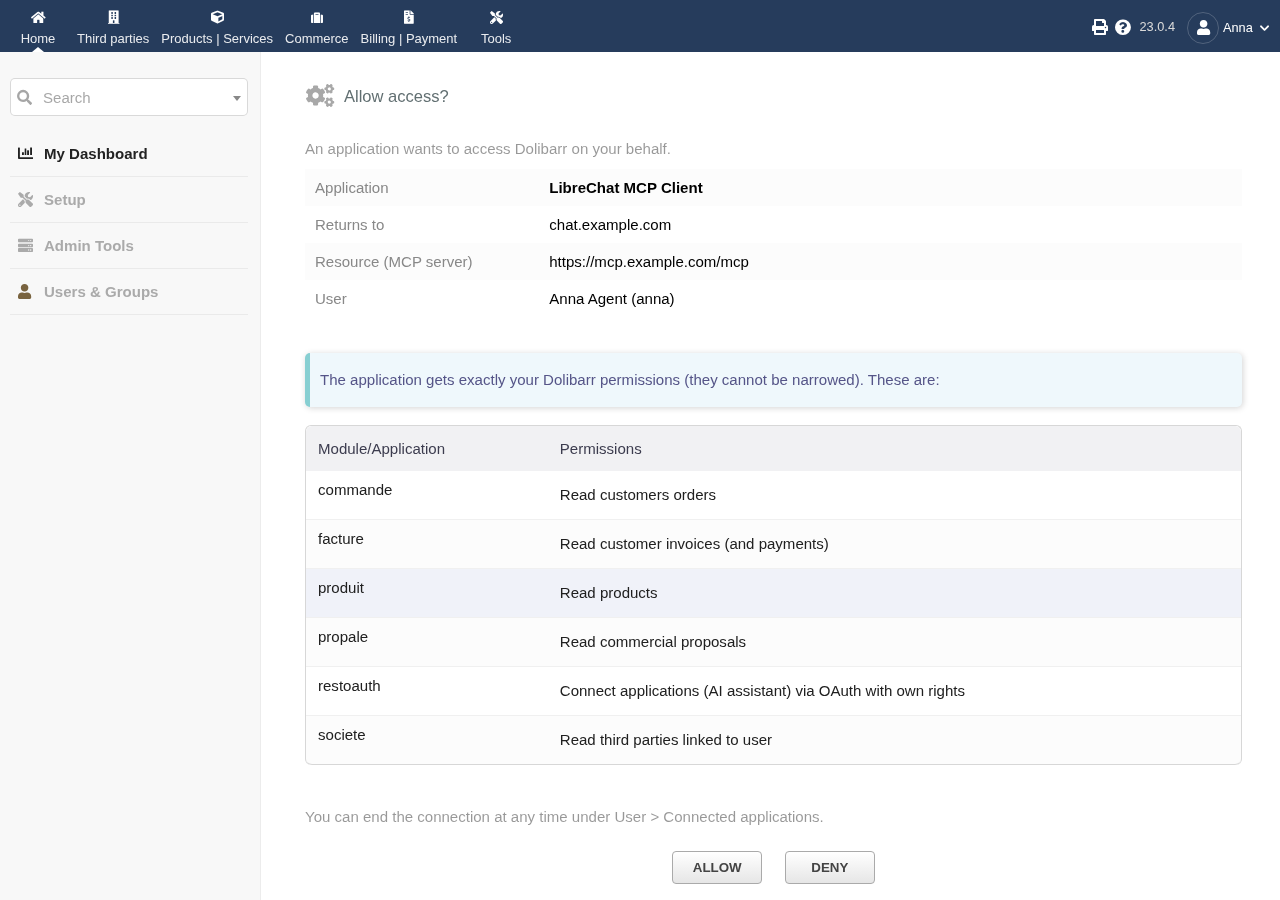 Home
Third parties
Products | Services
Commerce
Billing | Payment
Tools
23.0.4
Anna
Search
My Dashboard
Setup
Admin Tools
Users & Groups
Allow access?
An application wants to access Dolibarr on your behalf.
Application LibreChat MCP Client
Returns to chat.example.com
Resource (MCP server) https://mcp.example.com/mcp
User Anna Agent (anna)
The application gets exactly your Dolibarr permissions (they cannot be narrowed). These are:
Module/Application Permissions
commande Read customers orders
facture Read customer invoices (and payments)
produit Read products
propale Read commercial proposals
restoauth Connect applications (AI assistant) via OAuth with own rights
societe Read third parties linked to user
You can end the connection at any time under User > Connected applications.
ALLOW DENY